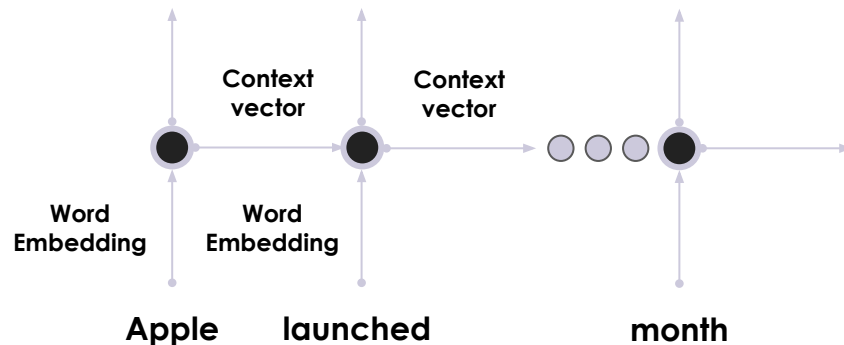 Context
vector
Context
vector
Word
Embedding
Word
Embedding
Apple
launched
month